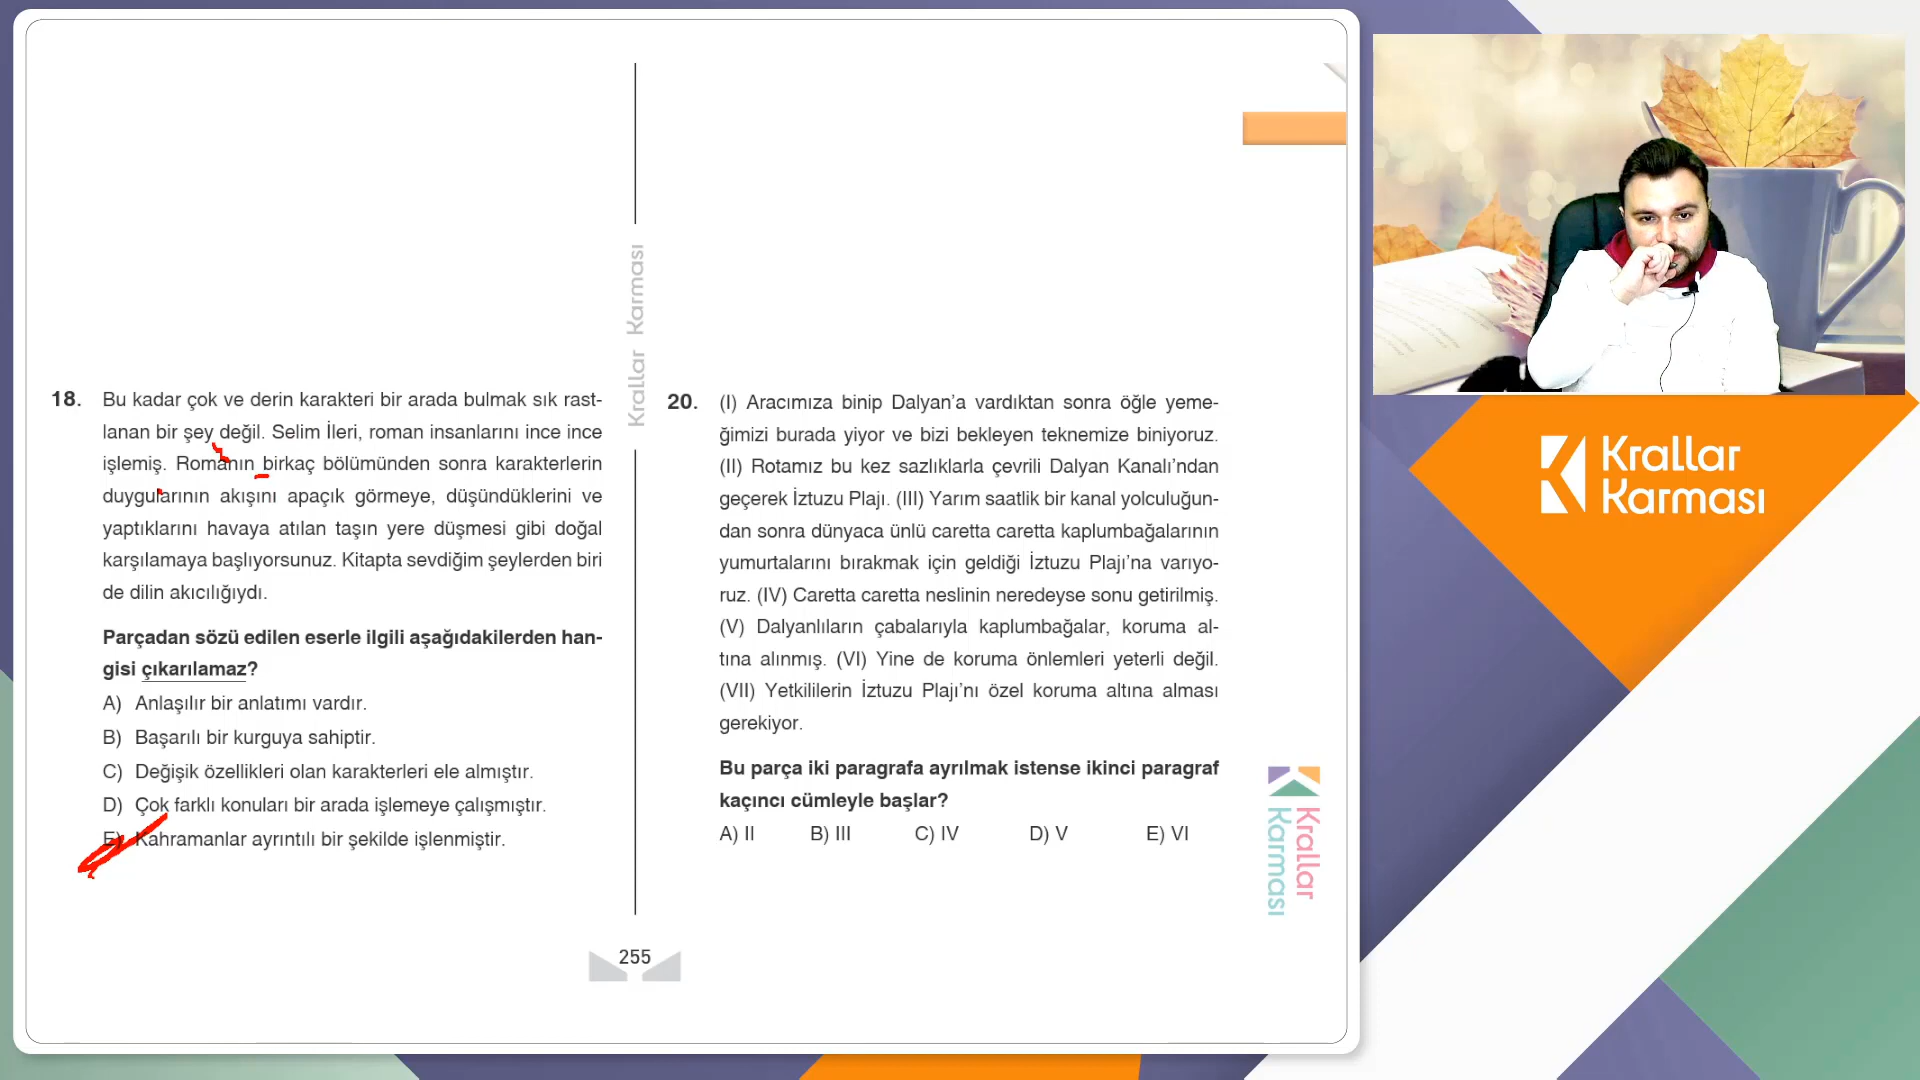 18. Bu kadar çok ve derin karakteri bir arada bulmak sık rast-
lanan bir şey değil. Selim İleri, roman insanlarını ince ince
işlemiş. Romanın birkaç bölümünden sonra karakterlerin
duygularının akışını apaçık görmeye, düşündüklerini ve
yaptıklarını havaya atılan taşın yere düşmesi gibi doğal
karşılamaya başlıyorsunuz. Kitapta sevdiğim şeylerden biri
de dilin akıcılığıydı.
Parçadan sözü edilen eserle ilgili aşağıdakilerden han-
gisi çıkarılamaz?
A) Anlaşılır bir anlatımı vardır.
B) Başarılı bir kurguya sahiptir.
C) Değişik özellikleri olan karakterleri ele almıştır.
D) Çok farklı konuları bir arada işlemeye çalışmıştır.
E) Kahramanlar ayrıntılı bir şekilde işlenmiştir.
Krallar Karması
20. (I) Aracımıza binip Dalyan’a vardıktan sonra öğle yeme-
ğimizi burada yiyor ve bizi bekleyen teknemize biniyoruz.
(II) Rotamız bu kez sazlıklarla çevrili Dalyan Kanalı’ndan
geçerek İztuzu Plajı. (III) Yarım saatlik bir kanal yolculuğun-
dan sonra dünyaca ünlü caretta caretta kaplumbağalarının
yumurtalarını bırakmak için geldiği İztuzu Plajı’na varıyo-
ruz. (IV) Caretta caretta neslinin neredeyse sonu getirilmiş.
(V) Dalyanlıların çabalarıyla kaplumbağalar, koruma al-
tına alınmış. (VI) Yine de koruma önlemleri yeterli değil.
(VII) Yetkililerin İztuzu Plajı’nı özel koruma altına alması
gerekiyor.
Bu parça iki paragrafa ayrılmak istense ikinci paragraf
kaçıncı cümleyle başlar?
A) II B) III C) IV D) V E) VI
Krallar
Karması
255
Krallar
Karması